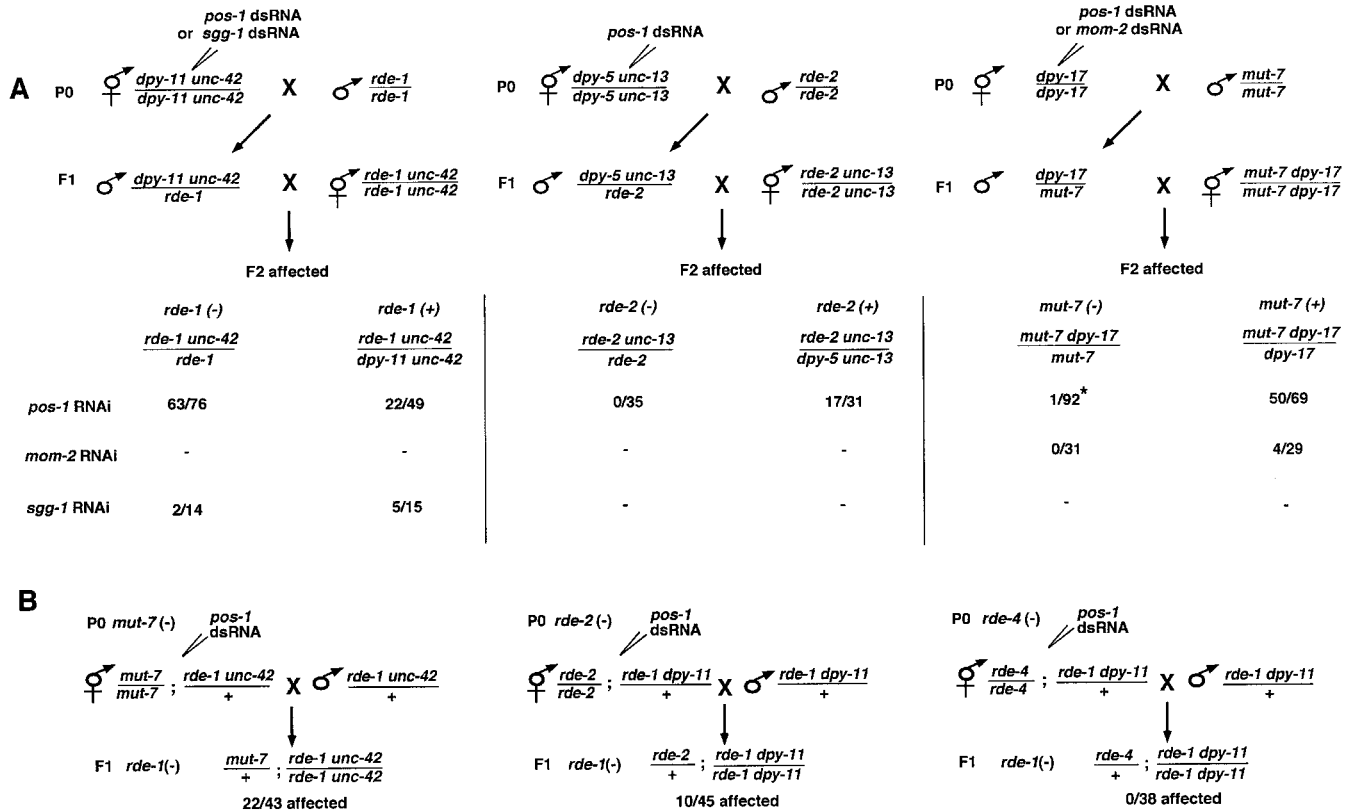 A
pos-1 dsRNA
or sgg-1 dsRNA
P0
dpy-11 unc-42
dpy-11 unc-42
X
rde-1
rde-1
F1
dpy-11 unc-42
rde-1
X
rde-1 unc-42
rde-1 unc-42
F2 affected
pos-1 dsRNA
P0
dpy-5 unc-13
dpy-5 unc-13
X
rde-2
rde-2
F1
dpy-5 unc-13
rde-2
X
rde-2 unc-13
rde-2 unc-13
F2 affected
pos-1 dsRNA
or mom-2 dsRNA
P0
dpy-17
dpy-17
X
mut-7
mut-7
F1
dpy-17
mut-7
X
mut-7 dpy-17
mut-7 dpy-17
F2 affected
rde-1 (-) rde-1 (+) rde-2 (-) rde-2 (+) mut-7 (-) mut-7 (+)
rde-1 unc-42 rde-1 unc-42 rde-2 unc-13 rde-2 unc-13 mut-7 dpy-17 mut-7 dpy-17
rde-1 dpy-11 unc-42 rde-2 dpy-5 unc-13 mut-7 dpy-17
pos-1 RNAi 63/76 22/49 0/35 17/31 1/92* 50/69
mom-2 RNAi - - - - 0/31 4/29
sgg-1 RNAi 2/14 5/15 - - - -
B
P0 mut-7 (-)
pos-1
dsRNA
mut-7
mut-7
;
rde-1 unc-42
+
X
rde-1 unc-42
+
F1 rde-1(-)
mut-7
+
;
rde-1 unc-42
rde-1 unc-42
22/43 affected
P0 rde-2 (-)
pos-1
dsRNA
rde-2
rde-2
;
rde-1 dpy-11
+
X
rde-1 dpy-11
+
F1 rde-1(-)
rde-2
+
;
rde-1 dpy-11
rde-1 dpy-11
10/45 affected
P0 rde-4 (-)
pos-1
dsRNA
rde-4
rde-4
;
rde-1 dpy-11
+
X
rde-1 dpy-11
+
F1 rde-1(-)
rde-4
+
;
rde-1 dpy-11
rde-1 dpy-11
0/38 affected